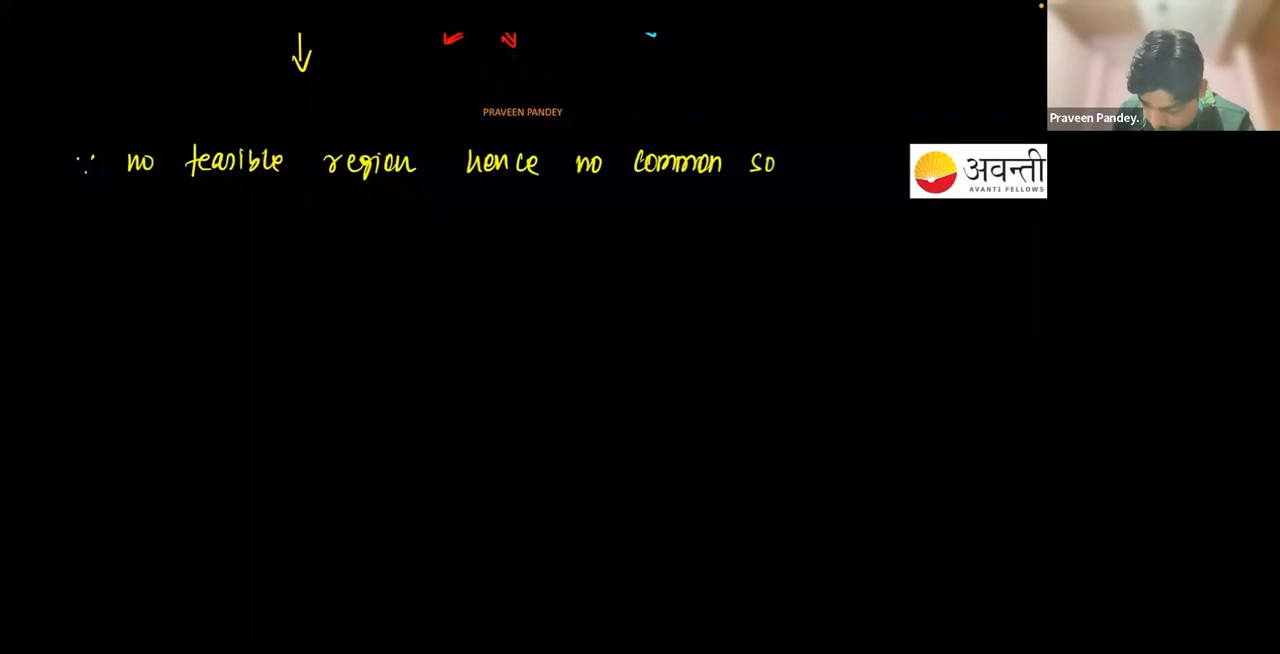 PRAVEEN PANDEY
Praveen Pandey.
∵ no feasible region hence no common so
अवन्ती
AVANTI FELLOWS